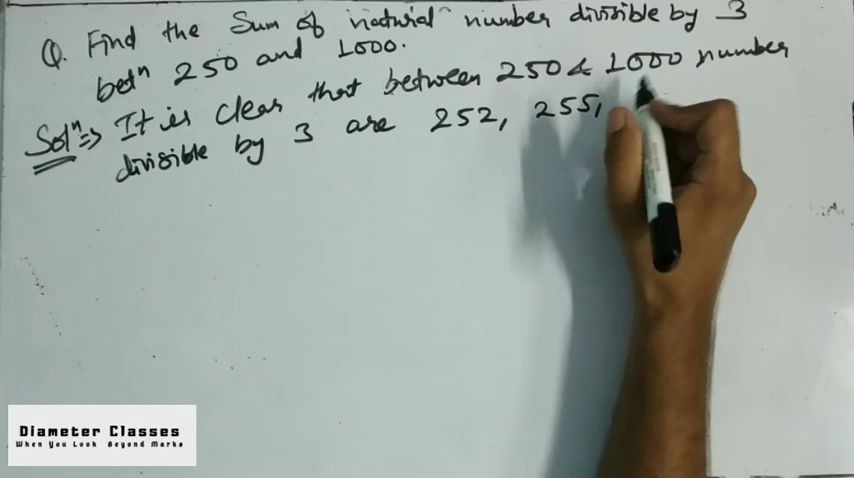 Q. Find the Sum of natural number divisible by 3
betⁿ 250 and 1000.
Solⁿ ⇒ It is clear that between 250 & 1000 number
divisible by 3 are 252, 255,
Diameter Classes
When You Look Beyond Marks